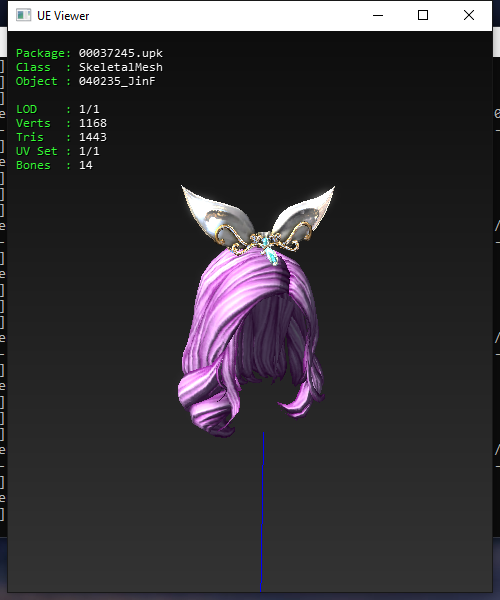 UE Viewer
Package: 00037245.upk
Class  : SkeletalMesh
Object : 040235_JinF
LOD    : 1/1
Verts  : 1168
Tris   : 1443
UV Set : 1/1
Bones  : 14